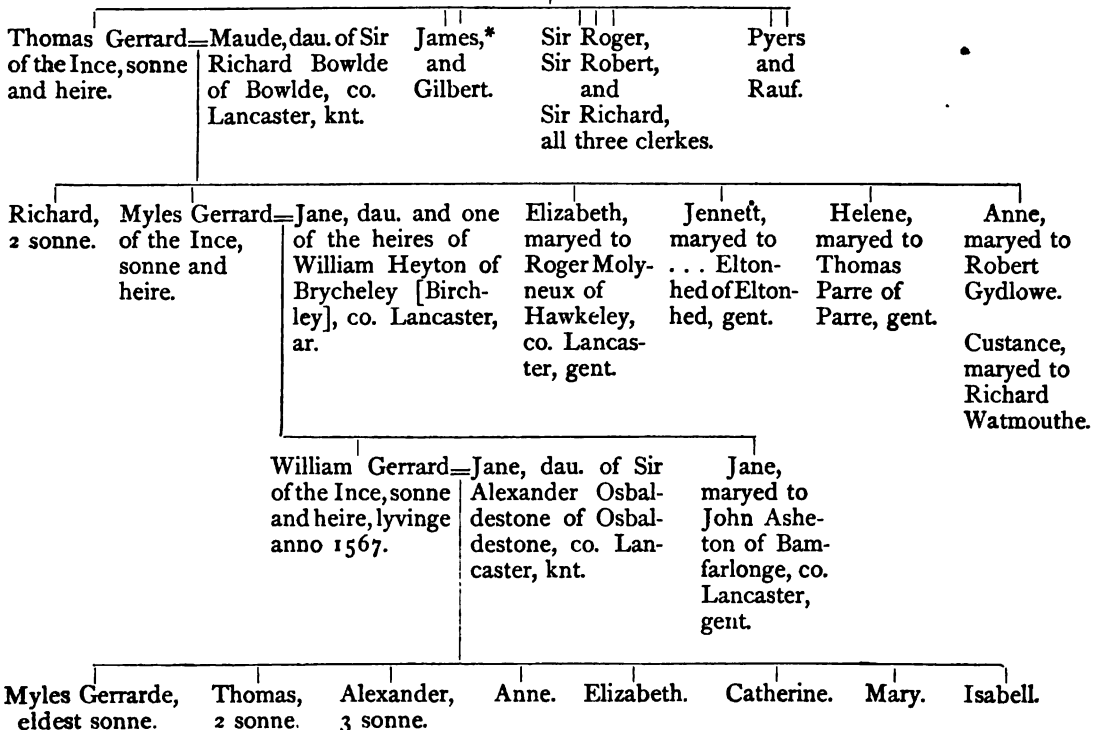 Thomas Gerrard=Maude, dau. of Sir
of the Ince, sonne
and heire.
Richard Bowlde
of Bowlde, co.
Lancaster, knt.
James,*
and
Gilbert.
Sir Roger,
Sir Robert,
and
Sir Richard,
all three clerkes.
Pyers
and
Rauf.
Richard,
2 sonne.
Myles Gerrard=Jane, dau. and one
of the Ince,
sonne and
heire.
of the heires of
William Heyton of
Brycheley [Birch-
ley], co. Lancaster,
ar.
Elizabeth,
maryed to
Roger Moly-
neux of
Hawkeley,
co. Lancas-
ter, gent.
Jennett,
maryed to
... Elton-
hed of Elton-
hed, gent.
Helene,
maryed to
Thomas
Parre of
Parre, gent.
Anne,
maryed to
Robert
Gydlowe.
Custance,
maryed to
Richard
Watmouthe.
William Gerrard=Jane, dau. of Sir
of the Ince, sonne
and heire, lyvinge
anno 1567.
Alexander Osbal-
destone of Osbal-
destone, co. Lan-
caster, knt.
Jane,
maryed to
John Ashe-
ton of Bam-
farlonge, co.
Lancaster,
gent.
Myles Gerrarde,
eldest sonne.
Thomas,
2 sonne.
Alexander,
3 sonne.
Anne.
Elizabeth.
Catherine.
Mary.
Isabell.